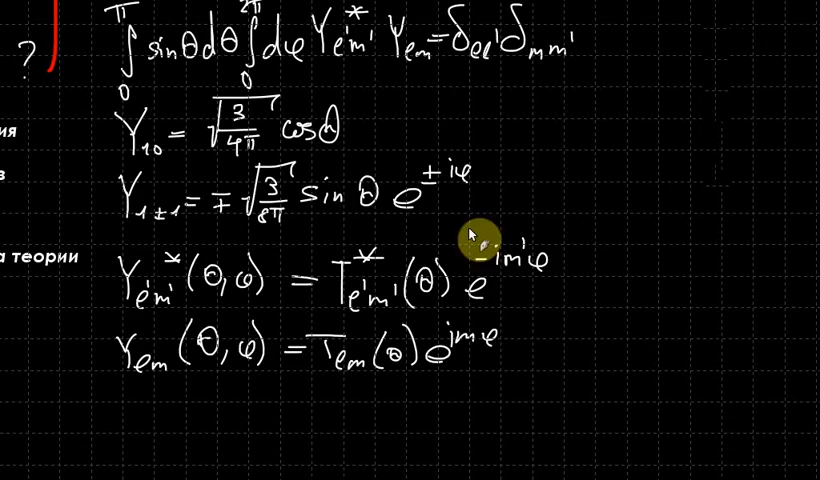 ?
π 2π
∫ sinθdθ ∫ dφ Y*ℓ'm' Yℓm = δℓℓ' δmm'
0 0
ия
Y₁₀ = √(3/4π) cosθ
в
Y₁±₁ = ∓ √(3/8π) sin θ e^(±iφ)
а теории
Y*ℓ'm' (θ,φ) = T*ℓ'm' (θ) e^(-im'φ)
Yℓm (θ,φ) = Tℓm (θ) e^(imφ)